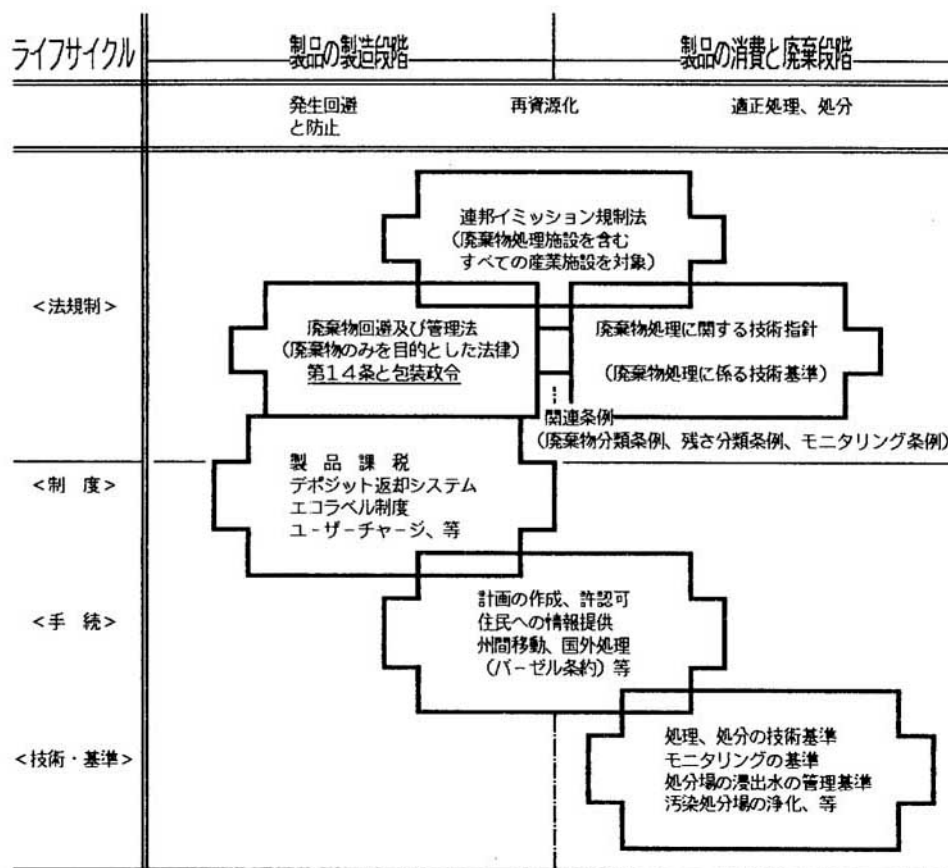 ライフサイクル
製品の製造段階
製品の消費と廃棄段階
発生回避
と防止
再資源化
適正処理、処分
<法規制>
連邦イミッション規制法
(廃棄物処理施設を含む
すべての産業施設を対象)
廃棄物回避及び管理法
(廃棄物のみを目的とした法律)
第14条と包装政令
廃棄物処理に関する技術指針
(廃棄物処理に係る技術基準)
関連条例
(廃棄物分類条例、残さ分類条例、モニタリング条例)
<制 度>
製 品 課 税
デポジット返却システム
エコラベル制度
ユーザーチャージ、等
<手 続>
計画の作成、許認可
住民への情報提供
州間移動、国外処理
(バーゼル条約)等
<技術・基準>
処理、処分の技術基準
モニタリングの基準
処分場の浸出水の管理基準
汚染処分場の浄化、等